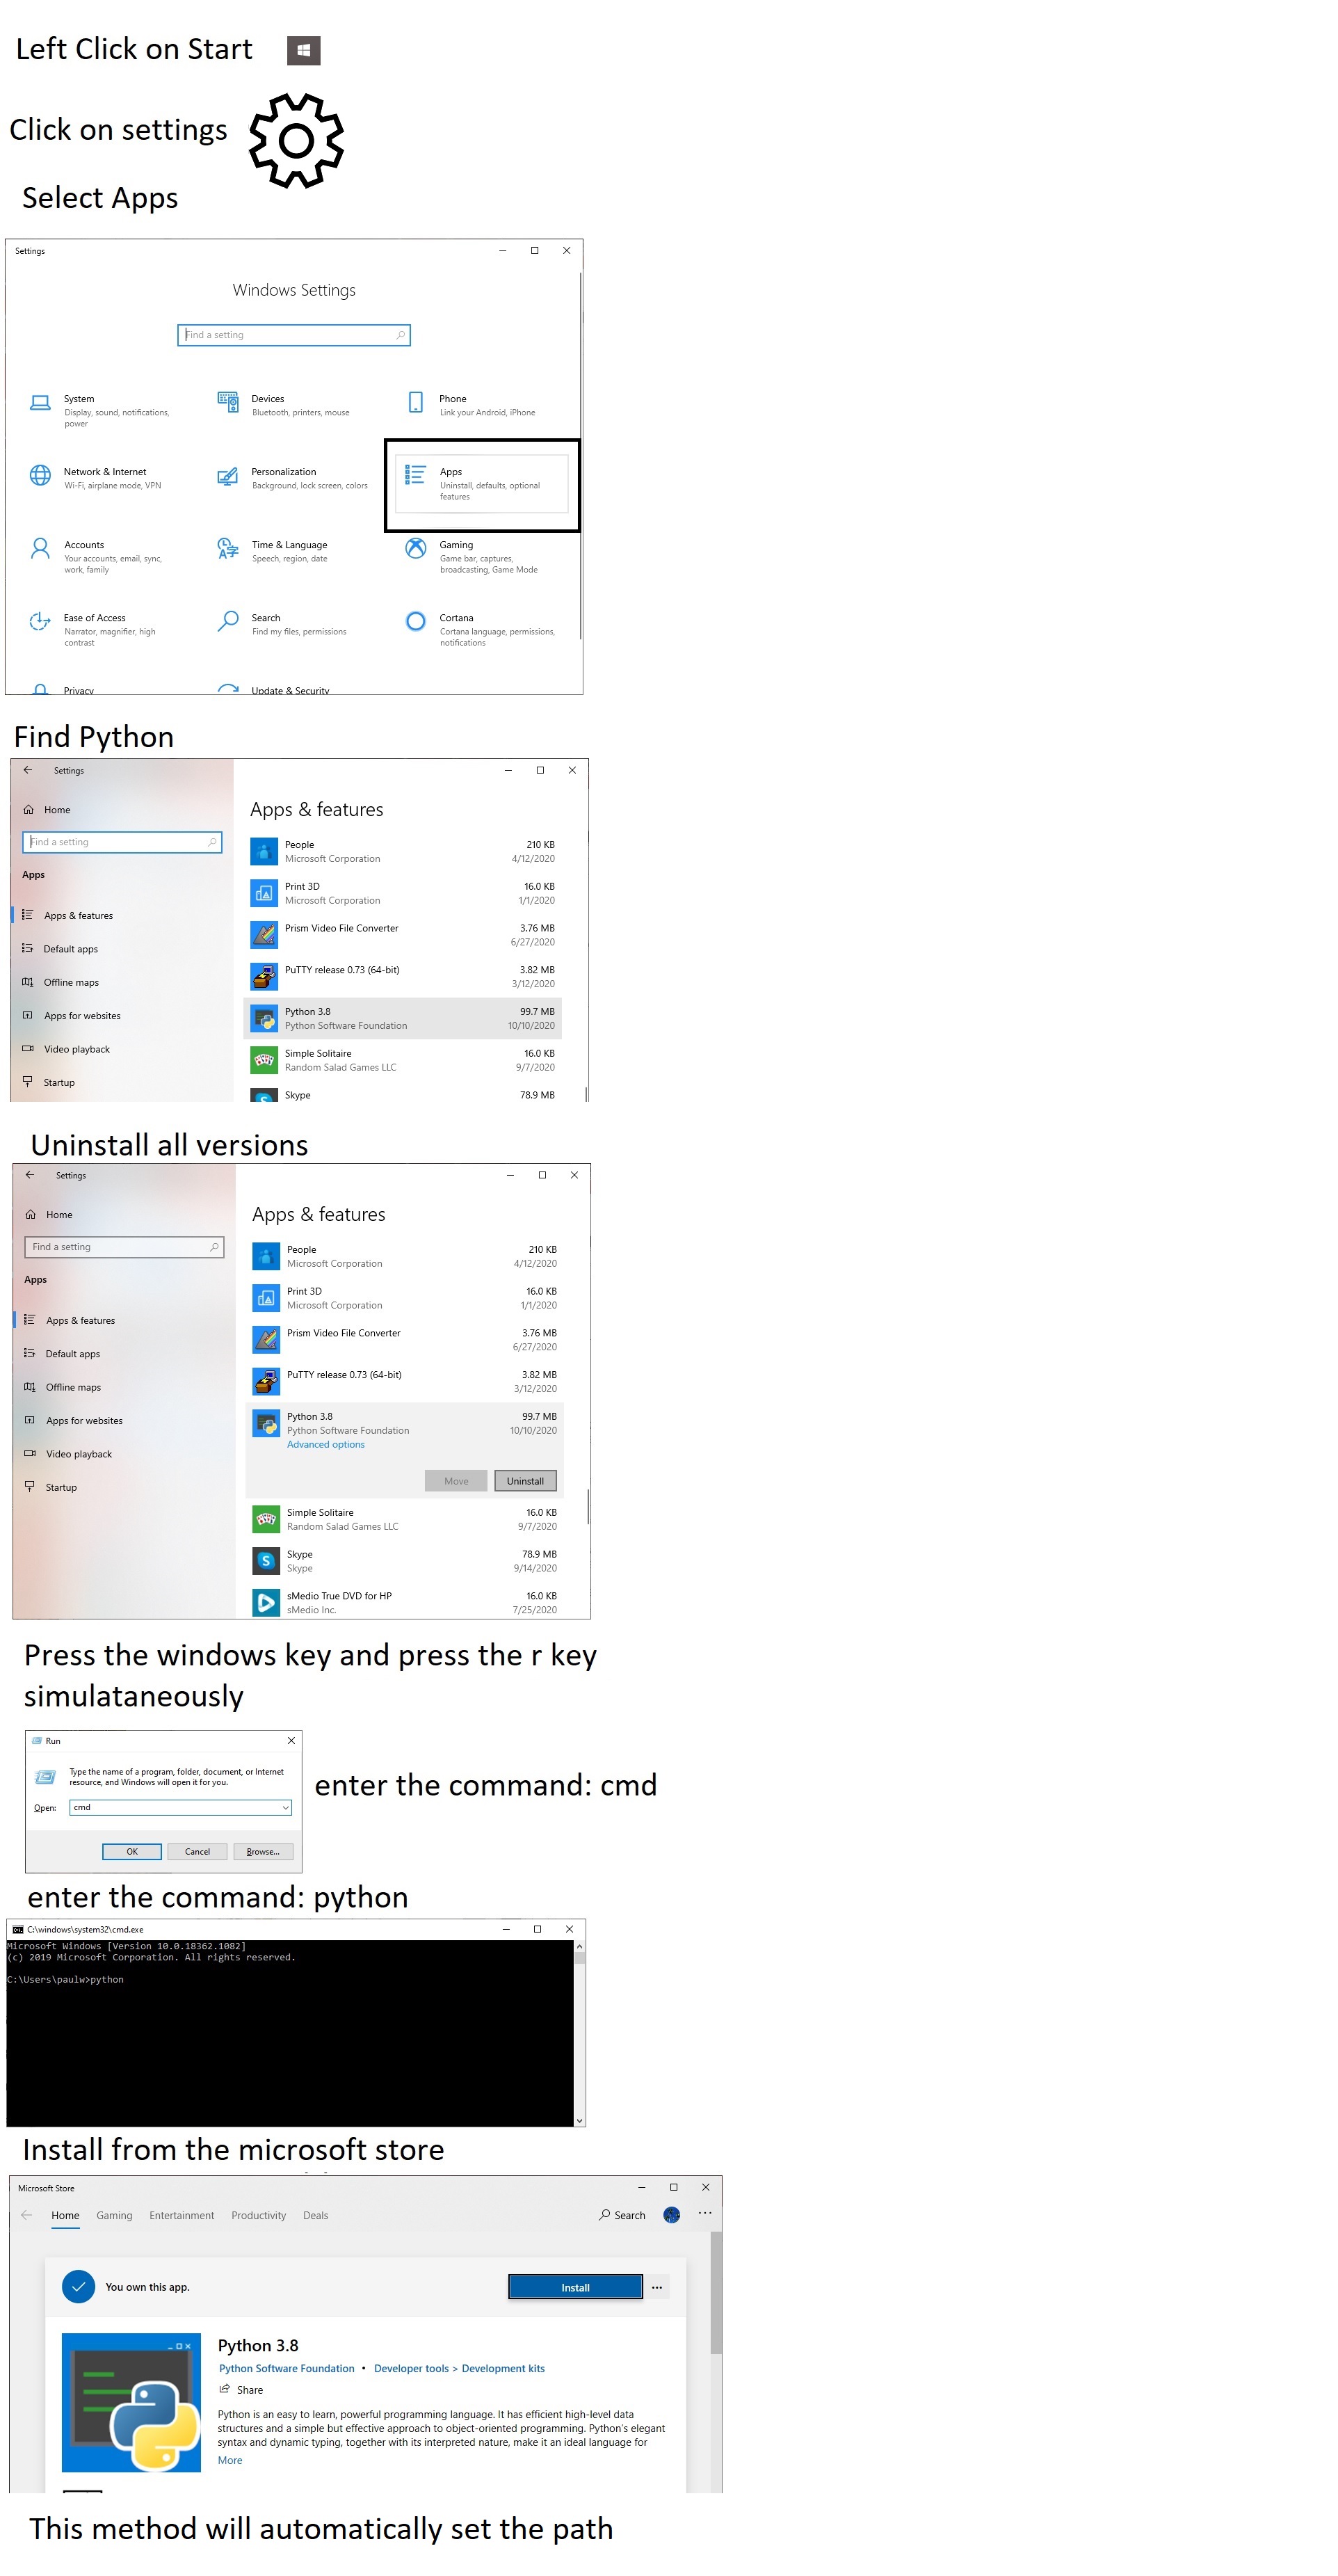 Left Click on Start
Click on settings
Select Apps
Settings
Windows Settings
Find a setting
System
Display, sound, notifications,
power
Devices
Bluetooth, printers, mouse
Phone
Link your Android, iPhone
Network & Internet
Wi-Fi, airplane mode, VPN
Personalization
Background, lock screen, colors
Apps
Uninstall, defaults, optional
features
Accounts
Your accounts, email, sync,
work, family
Time & Language
Speech, region, date
Gaming
Game bar, captures,
broadcasting, Game Mode
Ease of Access
Narrator, magnifier, high
contrast
Search
Find my files, permissions
Cortana
Cortana language, permissions,
notifications
Privacy
Update & Security
Find Python
Settings
Home
Find a setting
Apps
Apps & features
Default apps
Offline maps
Apps for websites
Video playback
Startup
Apps & features
People 210 KB
Microsoft Corporation 4/12/2020
Print 3D 16.0 KB
Microsoft Corporation 1/1/2020
Prism Video File Converter 3.76 MB
6/27/2020
PuTTY release 0.73 (64-bit) 3.82 MB
3/12/2020
Python 3.8 99.7 MB
Python Software Foundation 10/10/2020
Simple Solitaire 16.0 KB
Random Salad Games LLC 9/7/2020
Skype 78.9 MB
Uninstall all versions
Settings
Home
Find a setting
Apps
Apps & features
Default apps
Offline maps
Apps for websites
Video playback
Startup
Apps & features
People 210 KB
Microsoft Corporation 4/12/2020
Print 3D 16.0 KB
Microsoft Corporation 1/1/2020
Prism Video File Converter 3.76 MB
6/27/2020
PuTTY release 0.73 (64-bit) 3.82 MB
3/12/2020
Python 3.8 99.7 MB
Python Software Foundation 10/10/2020
Advanced options
Move Uninstall
Simple Solitaire 16.0 KB
Random Salad Games LLC 9/7/2020
Skype 78.9 MB
Skype 9/14/2020
sMedio True DVD for HP 16.0 KB
sMedio Inc. 7/25/2020
Press the windows key and press the r key
simulataneously
Run
Type the name of a program, folder, document, or Internet
resource, and Windows will open it for you.
Open: cmd
OK Cancel Browse...
enter the command: cmd
enter the command: python
C:\windows\system32\cmd.exe
Microsoft Windows [Version 10.0.18362.1082]
(c) 2019 Microsoft Corporation. All rights reserved.
C:\Users\paulw>python
Install from the microsoft store
Microsoft Store
Home Gaming Entertainment Productivity Deals Search
You own this app. Install
Python 3.8
Python Software Foundation • Developer tools > Development kits
Share
Python is an easy to learn, powerful programming language. It has efficient high-level data
structures and a simple but effective approach to object-oriented programming. Python's elegant
syntax and dynamic typing, together with its interpreted nature, make it an ideal language for
More
This method will automatically set the path